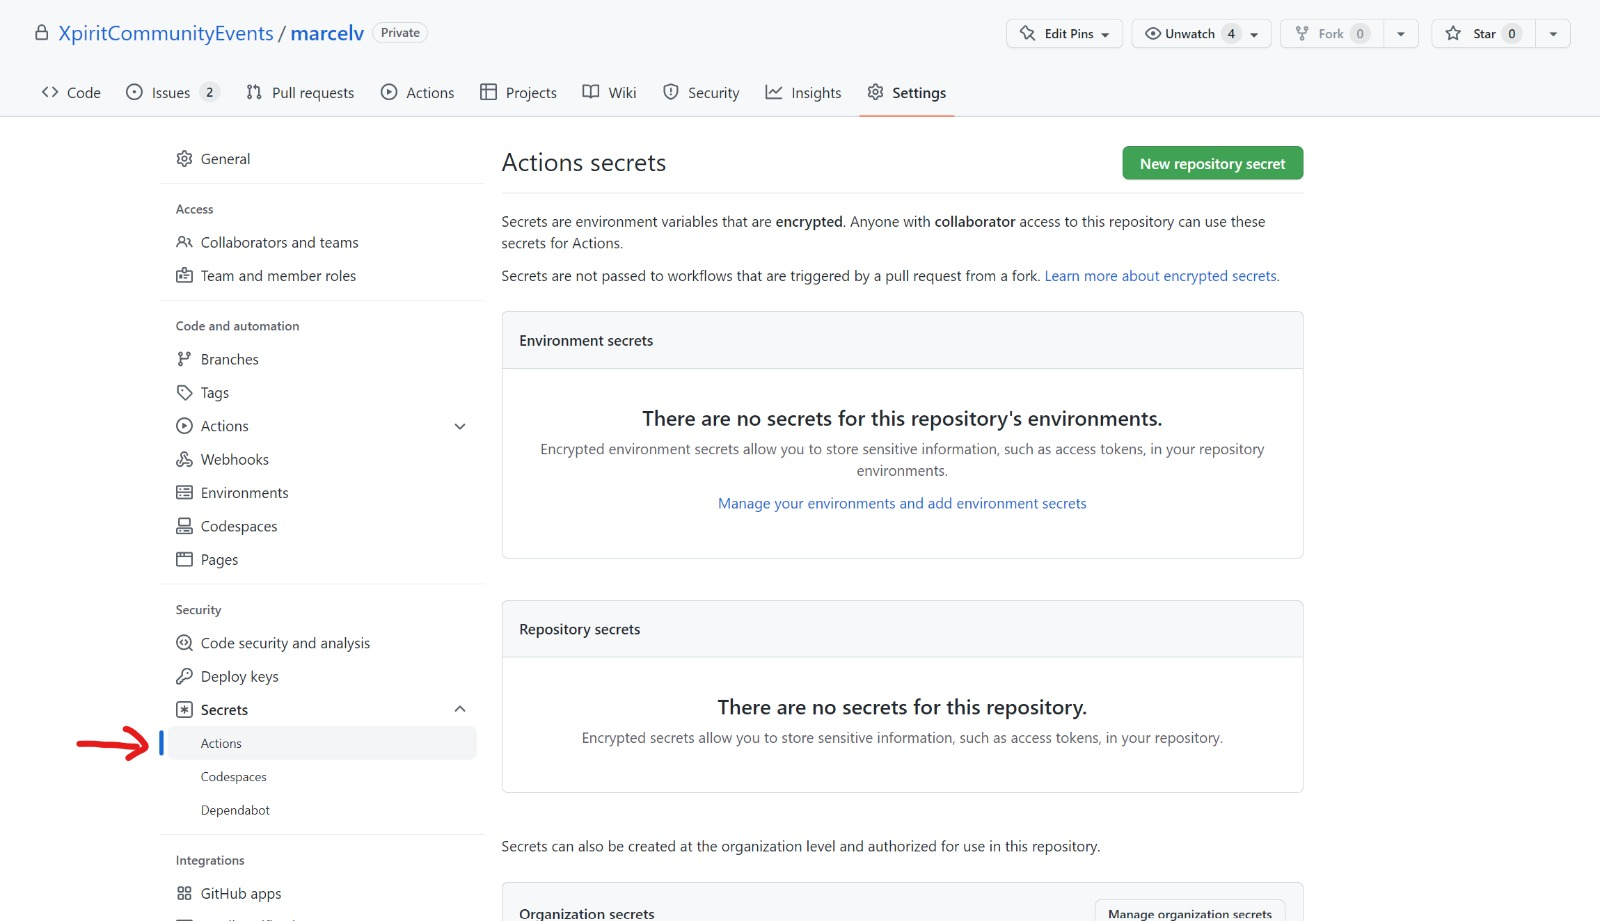 XpiritCommunityEvents / marcelv Private
Edit Pins
Unwatch 4
Fork 0
Star 0
Code
Issues 2
Pull requests
Actions
Projects
Wiki
Security
Insights
Settings
General
Access
Collaborators and teams
Team and member roles
Code and automation
Branches
Tags
Actions
Webhooks
Environments
Codespaces
Pages
Security
Code security and analysis
Deploy keys
Secrets
Actions
Codespaces
Dependabot
Integrations
GitHub apps
Actions secrets
New repository secret
Secrets are environment variables that are encrypted. Anyone with collaborator access to this repository can use these
secrets for Actions.
Secrets are not passed to workflows that are triggered by a pull request from a fork. Learn more about encrypted secrets.
Environment secrets
There are no secrets for this repository's environments.
Encrypted environment secrets allow you to store sensitive information, such as access tokens, in your repository
environments.
Manage your environments and add environment secrets
Repository secrets
There are no secrets for this repository.
Encrypted secrets allow you to store sensitive information, such as access tokens, in your repository.
Secrets can also be created at the organization level and authorized for use in this repository.
Organization secrets
Manage organization secrets